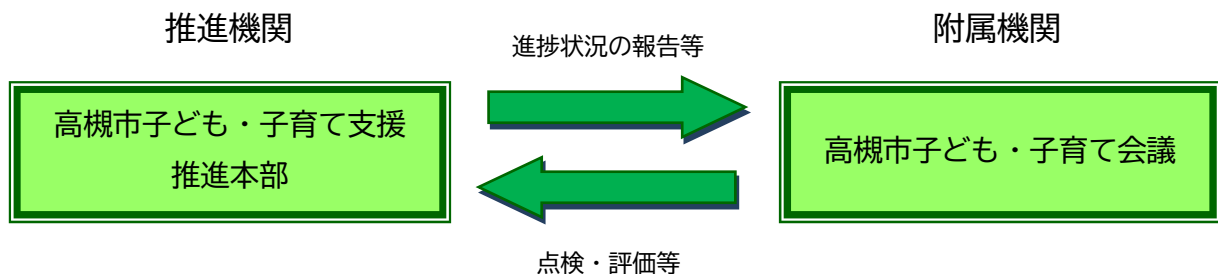 推進機関
附属機関
進捗状況の報告等
高槻市子ども・子育て支援
推進本部
高槻市子ども・子育て会議
点検・評価等